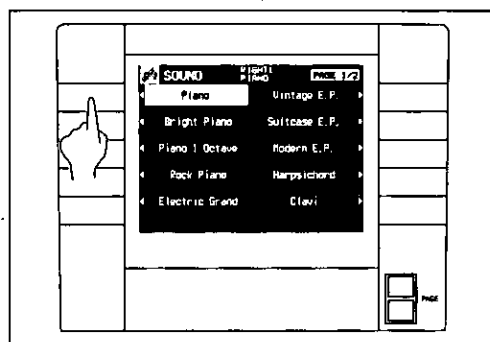 SOUND RIGHT1 PIANO PAGE 1/2
Piano Vintage E.P.
Bright Piano Suitcase E.P.
Piano 1 Octave Modern E.P.
Rock Piano Harpsichord
Electric Grand Clavi
PAGE